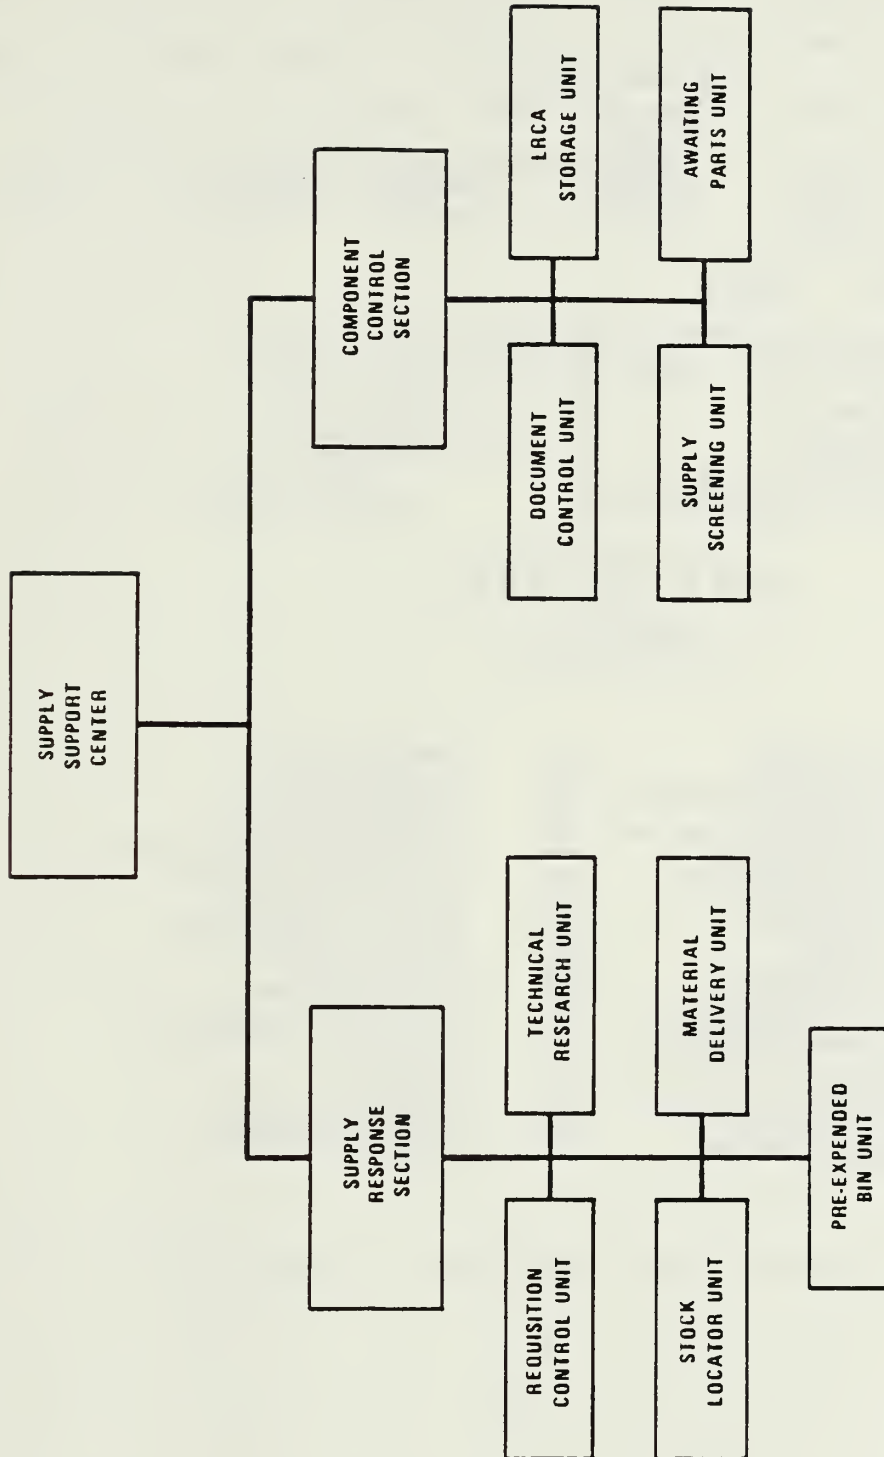 SUPPLY
SUPPORT
CENTER
SUPPLY
RESPONSE
SECTION
COMPONENT
CONTROL
SECTION
REQUISITION
CONTROL UNIT
TECHNICAL
RESEARCH UNIT
DOCUMENT
CONTROL UNIT
LRCA
STORAGE UNIT
STOCK
LOCATOR UNIT
MATERIAL
DELIVERY UNIT
SUPPLY
SCREENING UNIT
AWAITING
PARTS UNIT
PRE-EXPENDED
BIN UNIT